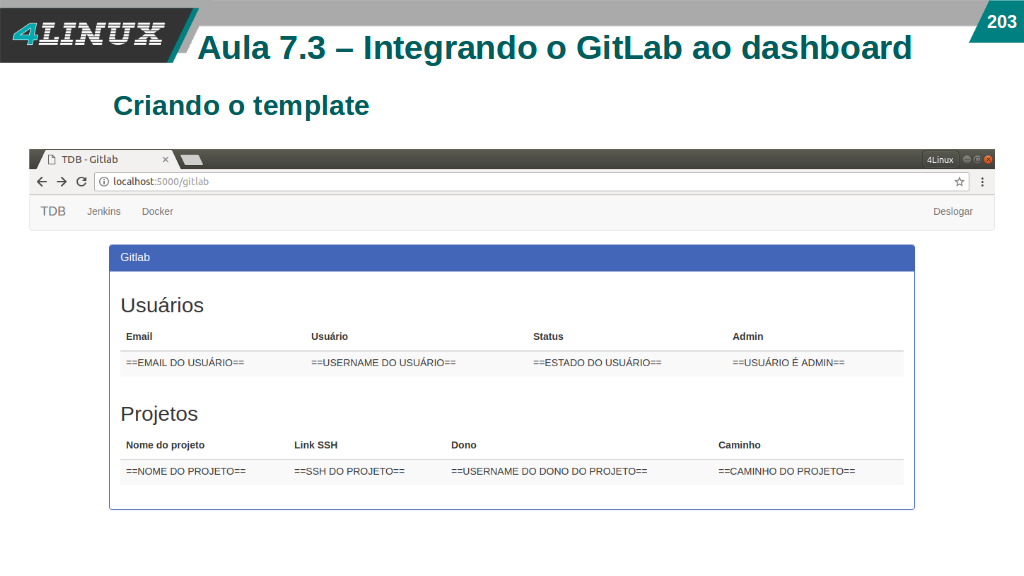 4LINUX
203
Aula 7.3 – Integrando o GitLab ao dashboard
Criando o template
TDB - Gitlab
4Linux
localhost:5000/gitlab
TDB Jenkins Docker Deslogar
Gitlab
Usuários
Email Usuário Status Admin
==EMAIL DO USUÁRIO== ==USERNAME DO USUÁRIO== ==ESTADO DO USUÁRIO== ==USUÁRIO É ADMIN==
Projetos
Nome do projeto Link SSH Dono Caminho
==NOME DO PROJETO== ==SSH DO PROJETO== ==USERNAME DO DONO DO PROJETO== ==CAMINHO DO PROJETO==